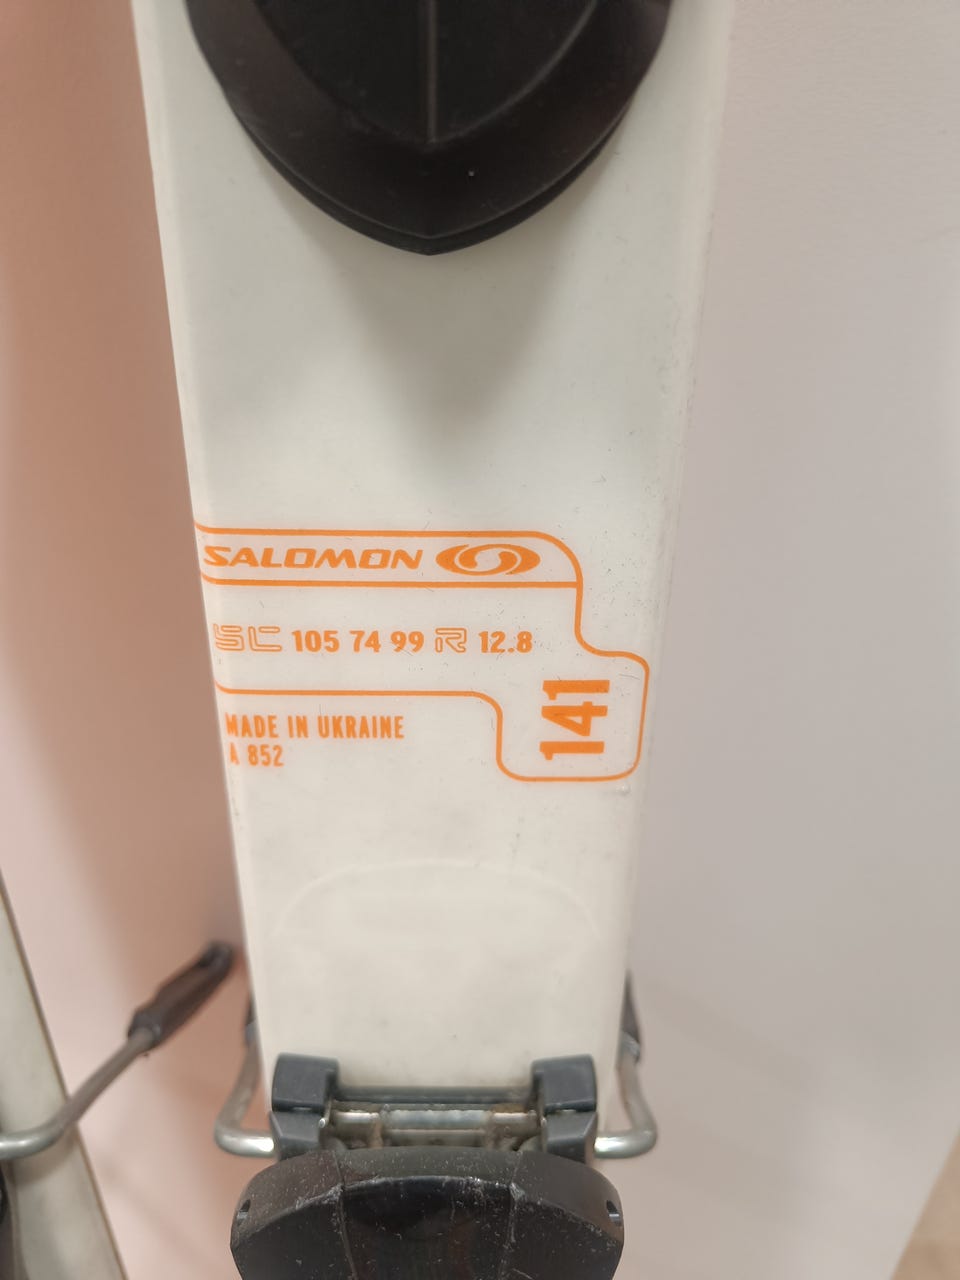 SALOMON
SC 105 74 99 R 12.8
141
MADE IN UKRAINE
A 852